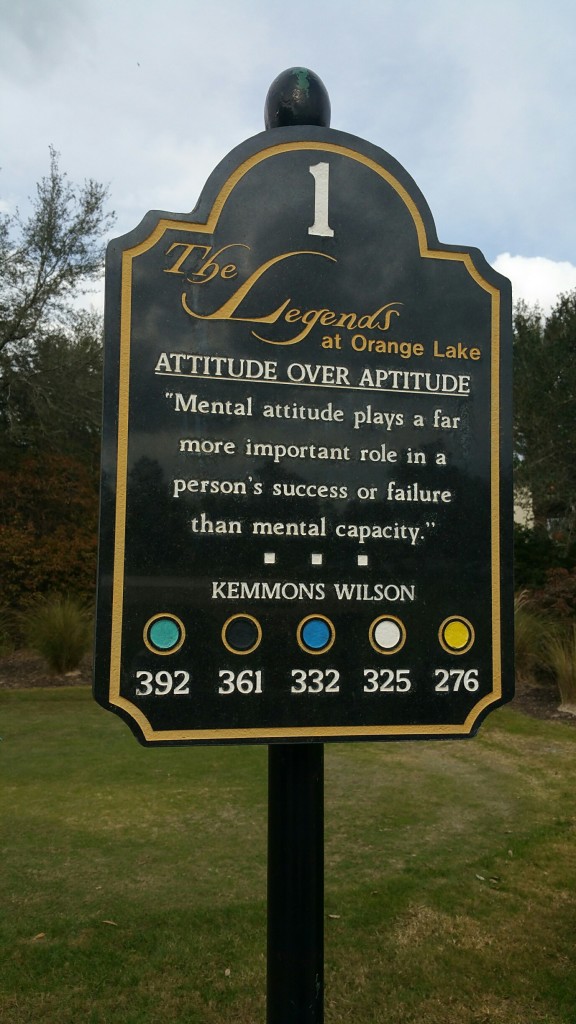 1
The Legends
at Orange Lake
ATTITUDE OVER APTITUDE
"Mental attitude plays a far
more important role in a
person's success or failure
than mental capacity."
KEMMONS WILSON
392 361 332 325 276